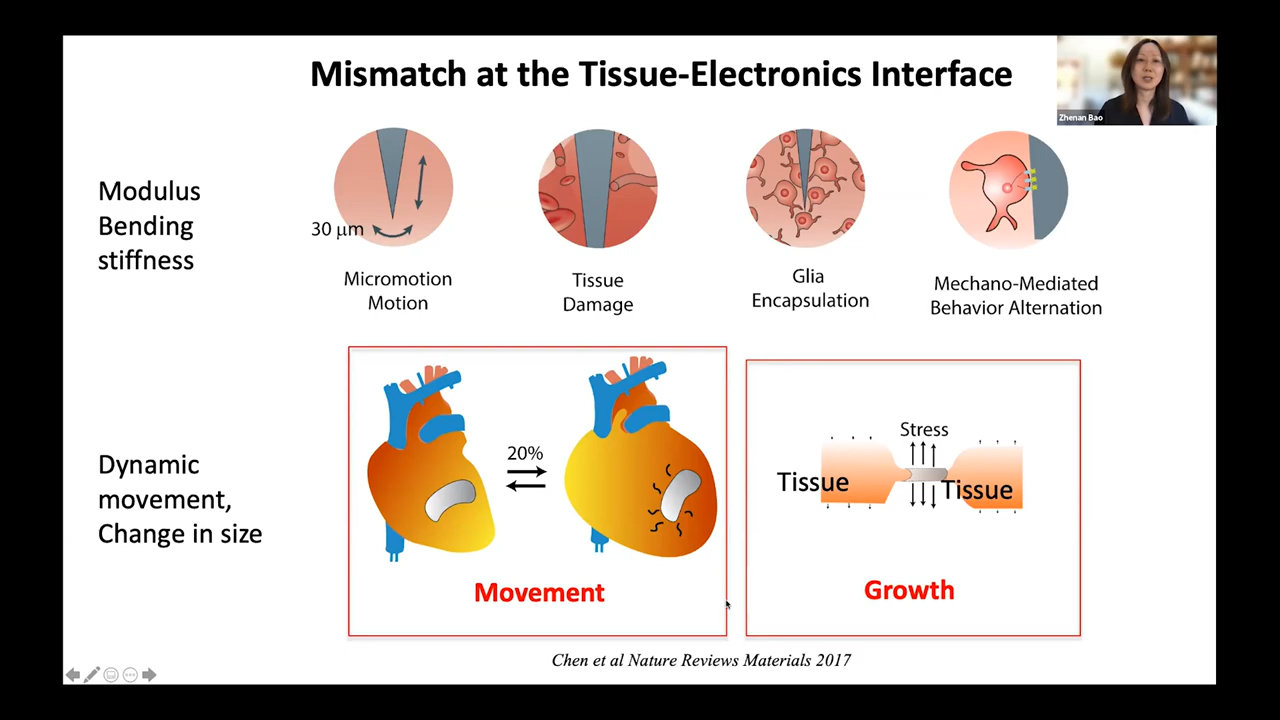 Mismatch at the Tissue-Electronics Interface
Zhenan Bao
Modulus
Bending
stiffness
30 μm
Micromotion
Motion
Tissue
Damage
Glia
Encapsulation
Mechano-Mediated
Behavior Alternation
Dynamic
movement,
Change in size
20%
Movement
Stress
Tissue
Tissue
Growth
Chen et al Nature Reviews Materials 2017